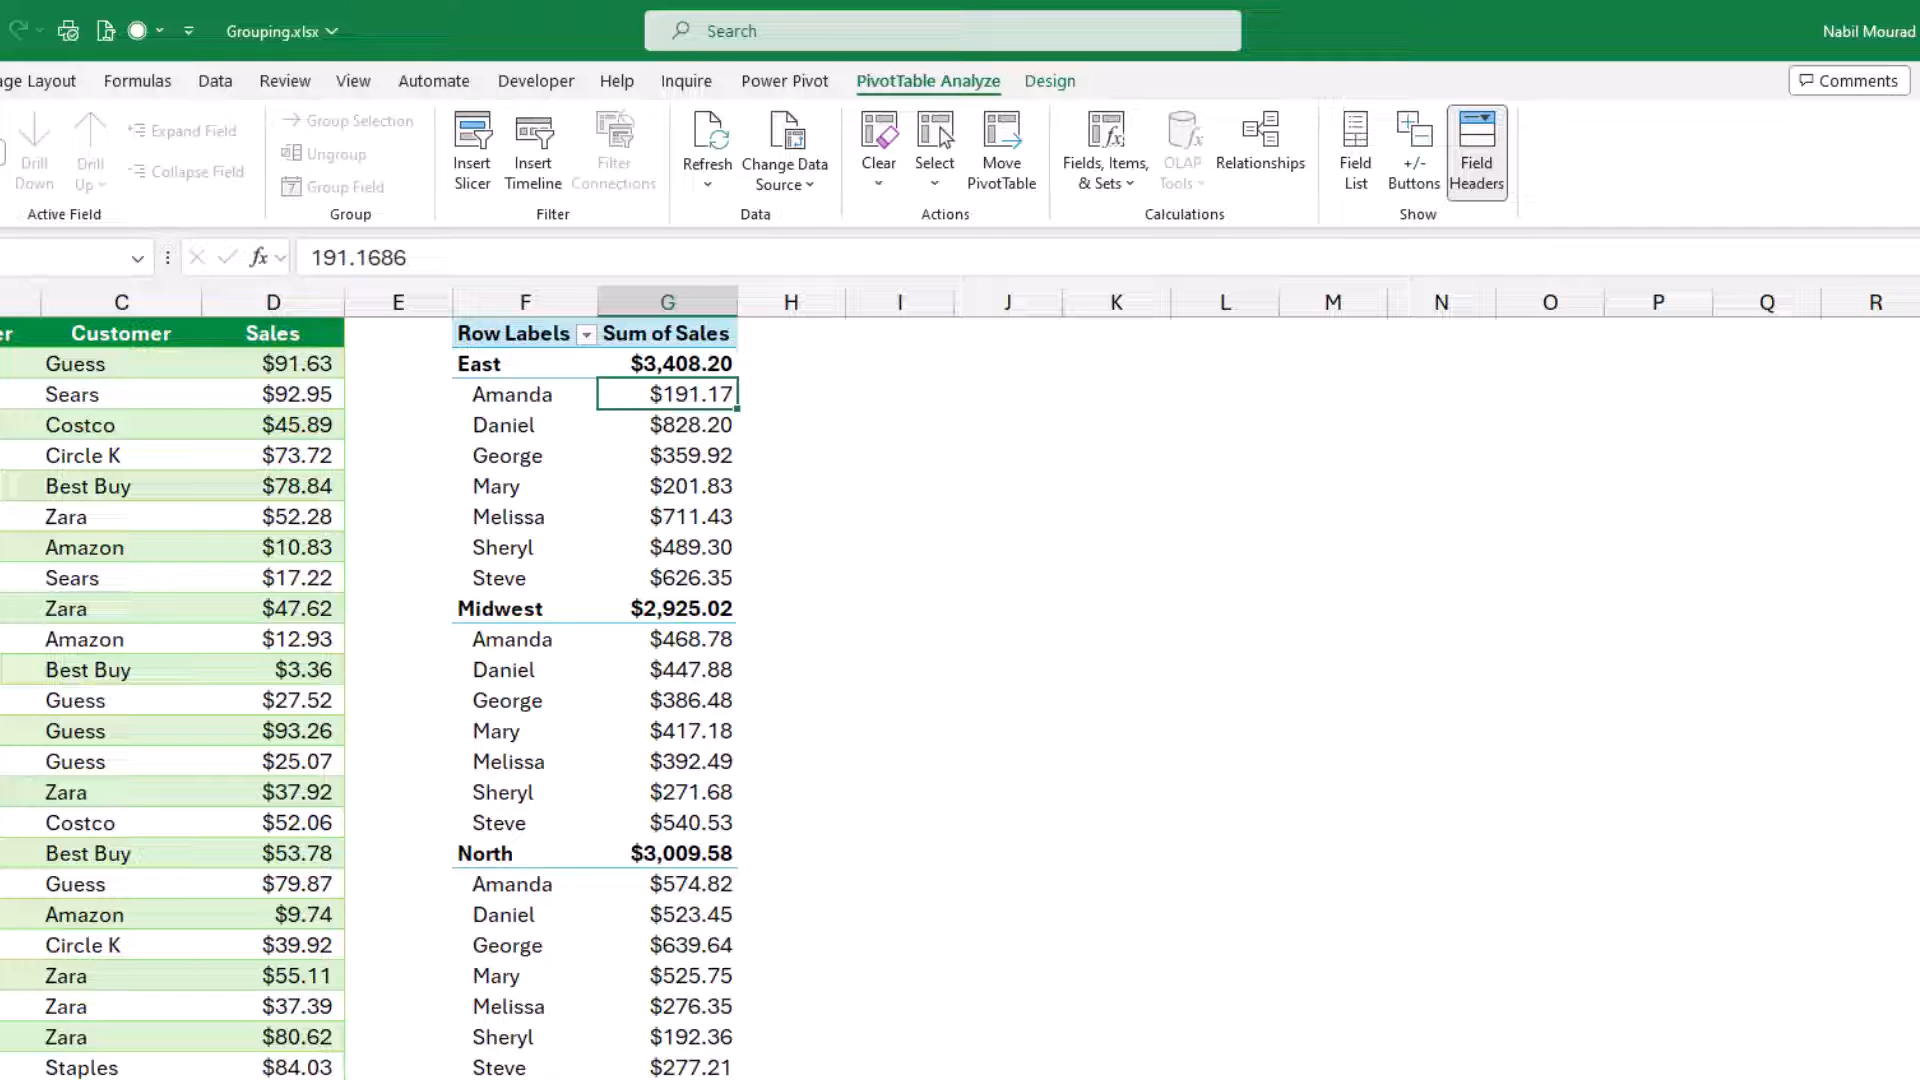 Grouping.xlsx
Search
Nabil Mourad
age Layout Formulas Data Review View Automate Developer Help Inquire Power Pivot PivotTable Analyze Design Comments
Drill Down
Drill Up
Expand Field
Collapse Field
Active Field
Group Selection
Ungroup
Group Field
Group
Insert Slicer
Insert Timeline
Filter Connections
Filter
Refresh
Change Data Source
Data
Clear
Select
Move PivotTable
Actions
Fields, Items, & Sets
OLAP Tools
Relationships
Calculations
Field List
+/- Buttons
Field Headers
Show
fx 191.1686
C D E F G H I J K L M N O P Q R
er Customer Sales Row Labels Sum of Sales
Guess $91.63 East $3,408.20
Sears $92.95 Amanda $191.17
Costco $45.89 Daniel $828.20
Circle K $73.72 George $359.92
Best Buy $78.84 Mary $201.83
Zara $52.28 Melissa $711.43
Amazon $10.83 Sheryl $489.30
Sears $17.22 Steve $626.35
Zara $47.62 Midwest $2,925.02
Amazon $12.93 Amanda $468.78
Best Buy $3.36 Daniel $447.88
Guess $27.52 George $386.48
Guess $93.26 Mary $417.18
Guess $25.07 Melissa $392.49
Zara $37.92 Sheryl $271.68
Costco $52.06 Steve $540.53
Best Buy $53.78 North $3,009.58
Guess $79.87 Amanda $574.82
Amazon $9.74 Daniel $523.45
Circle K $39.92 George $639.64
Zara $55.11 Mary $525.75
Zara $37.39 Melissa $276.35
Zara $80.62 Sheryl $192.36
Staples $84.03 Steve $277.21